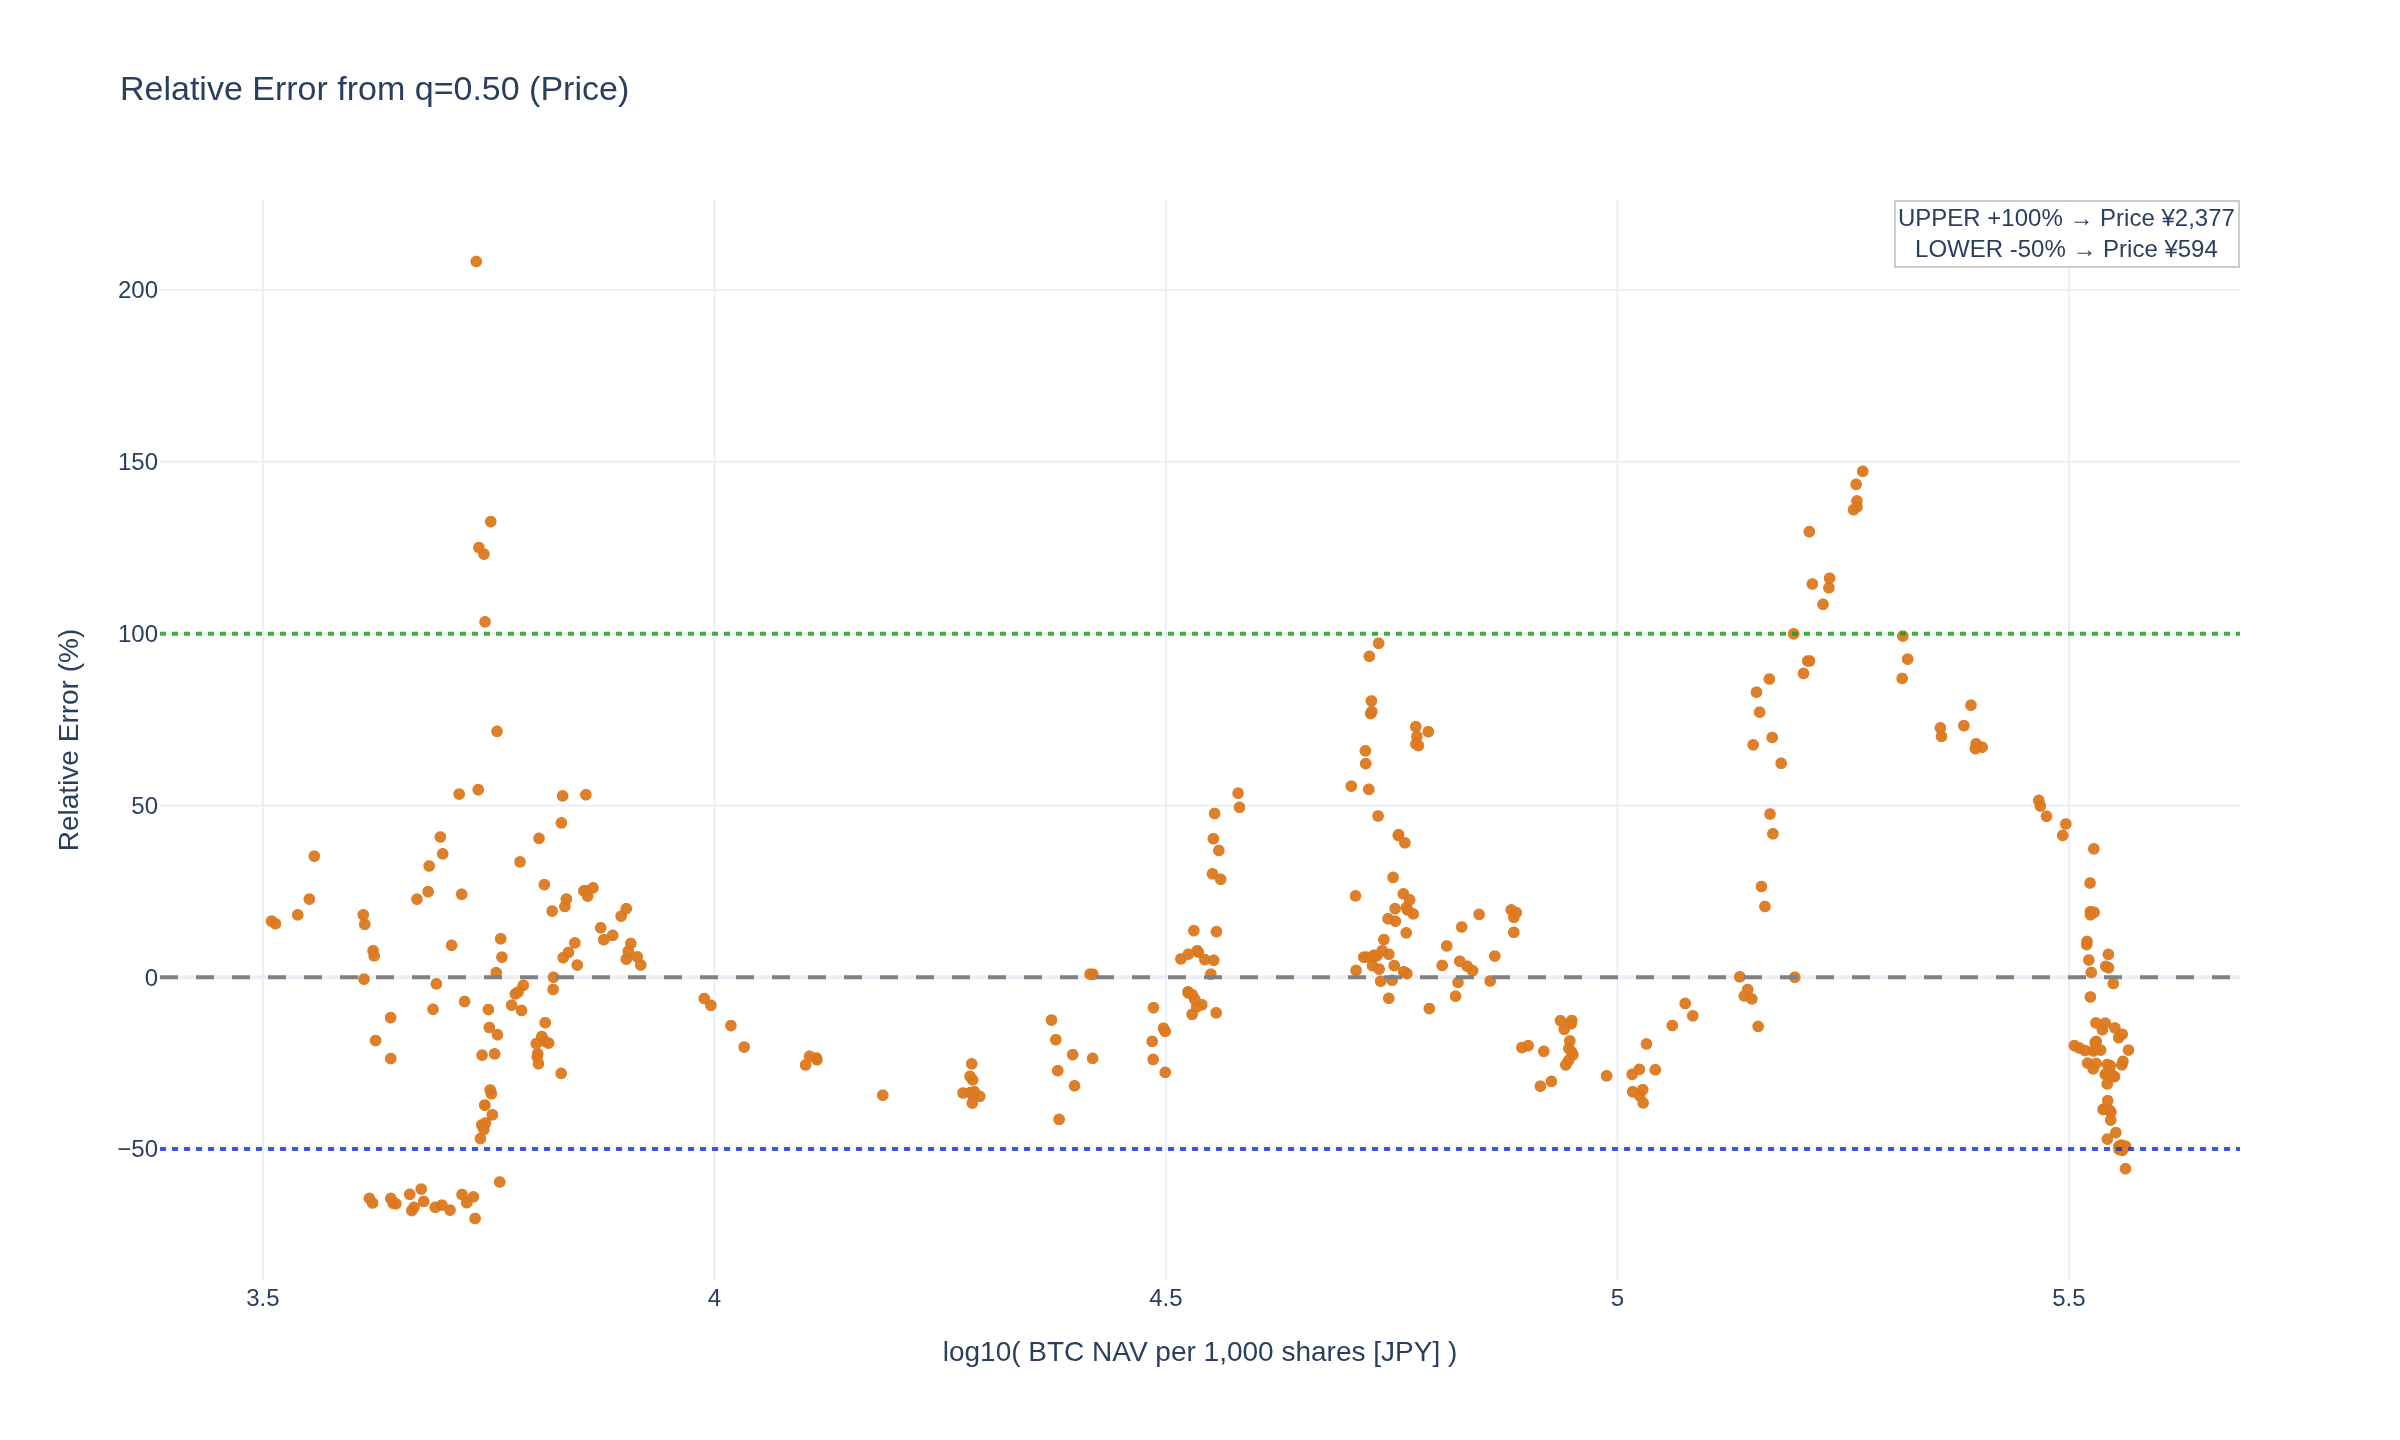 Relative Error from q=0.50 (Price)
UPPER +100% → Price ¥2,377
LOWER -50% → Price ¥594
200
150
100
50
0
−50
Relative Error (%)
3.5
4
4.5
5
5.5
log10( BTC NAV per 1,000 shares [JPY] )